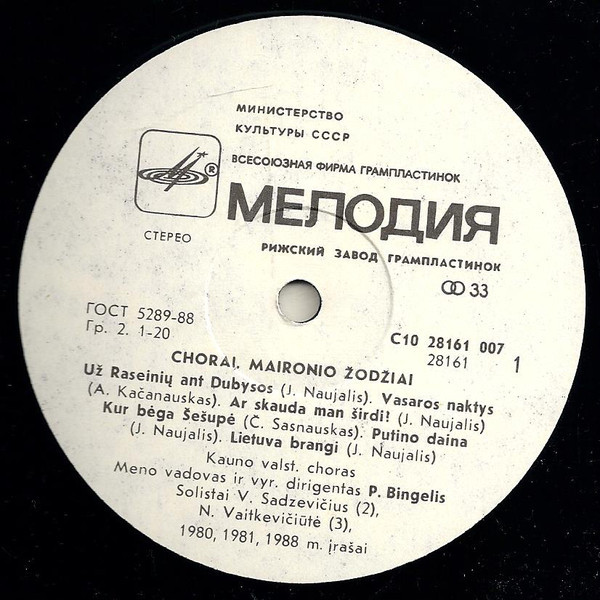 МИНИСТЕРСТВО
КУЛЬТУРЫ СССР
ВСЕСОЮЗНАЯ ФИРМА ГРАМПЛАСТИНОК
®
МЕЛОДИЯ
СТЕРЕО
РИЖСКИЙ ЗАВОД ГРАМПЛАСТИНОК
33
ГОСТ 5289-88
Гр. 2. 1-20
С10 28161 007
28161
1
CHORAI, MAIRONIO ŽODŽIAI
Už Raseinių ant Dubysos (J. Naujalis). Vasaros naktys
(A. Kačanauskas). Ar skauda man širdi! (J. Naujalis)
Kur bėga Šešupė (Č. Sasnauskas). Putino daina
(J. Naujalis). Lietuva brangi (J. Naujalis)
Kauno valst. choras
Meno vadovas ir vyr. dirigentas P. Bingelis
Solistai V. Sadzevičius (2),
N. Vaitkevičiūtė (3),
1980, 1981, 1988 m. įrašai